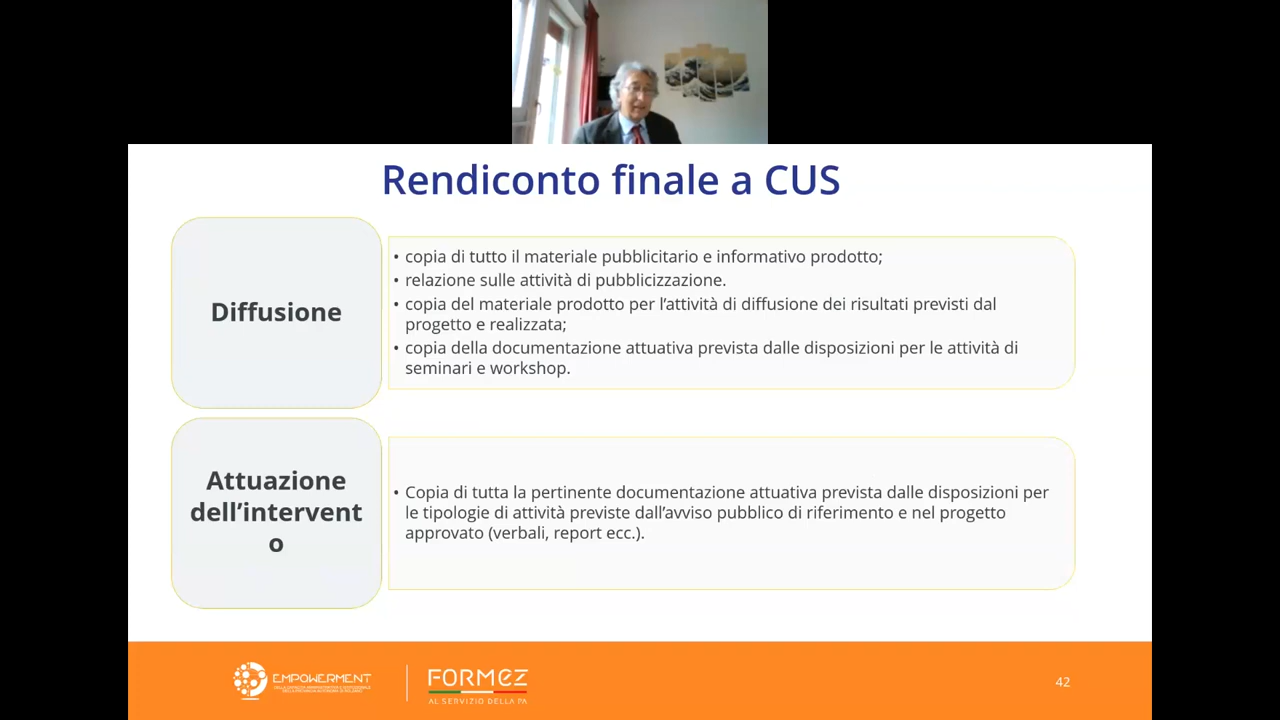 Rendiconto finale a CUS
Diffusione
• copia di tutto il materiale pubblicitario e informativo prodotto;
• relazione sulle attività di pubblicizzazione.
• copia del materiale prodotto per l’attività di diffusione dei risultati previsti dal
progetto e realizzata;
• copia della documentazione attuativa prevista dalle disposizioni per le attività di
seminari e workshop.
Attuazione
dell’intervent
o
• Copia di tutta la pertinente documentazione attuativa prevista dalle disposizioni per
le tipologie di attività previste dall’avviso pubblico di riferimento e nel progetto
approvato (verbali, report ecc.).
EMPOWERMENT
FORMEZ
AL SERVIZIO DELLA PA
42